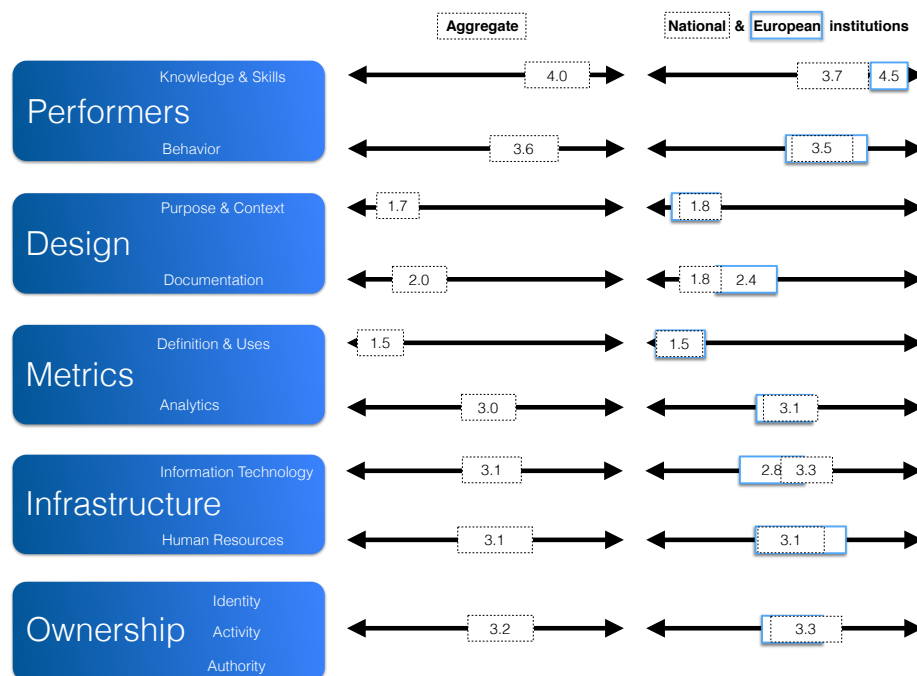 Aggregate National & European institutions
Knowledge & Skills
Performers
Behavior
4.0 3.7 4.5
3.6 3.5
Purpose & Context
Design
Documentation
1.7 1.8
2.0 1.8 2.4
Definition & Uses
Metrics
Analytics
1.5 1.5
3.0 3.1
Information Technology
Infrastructure
Human Resources
3.1 2.8 3.3
3.1 3.1
Identity
Ownership Activity
Authority
3.2 3.3